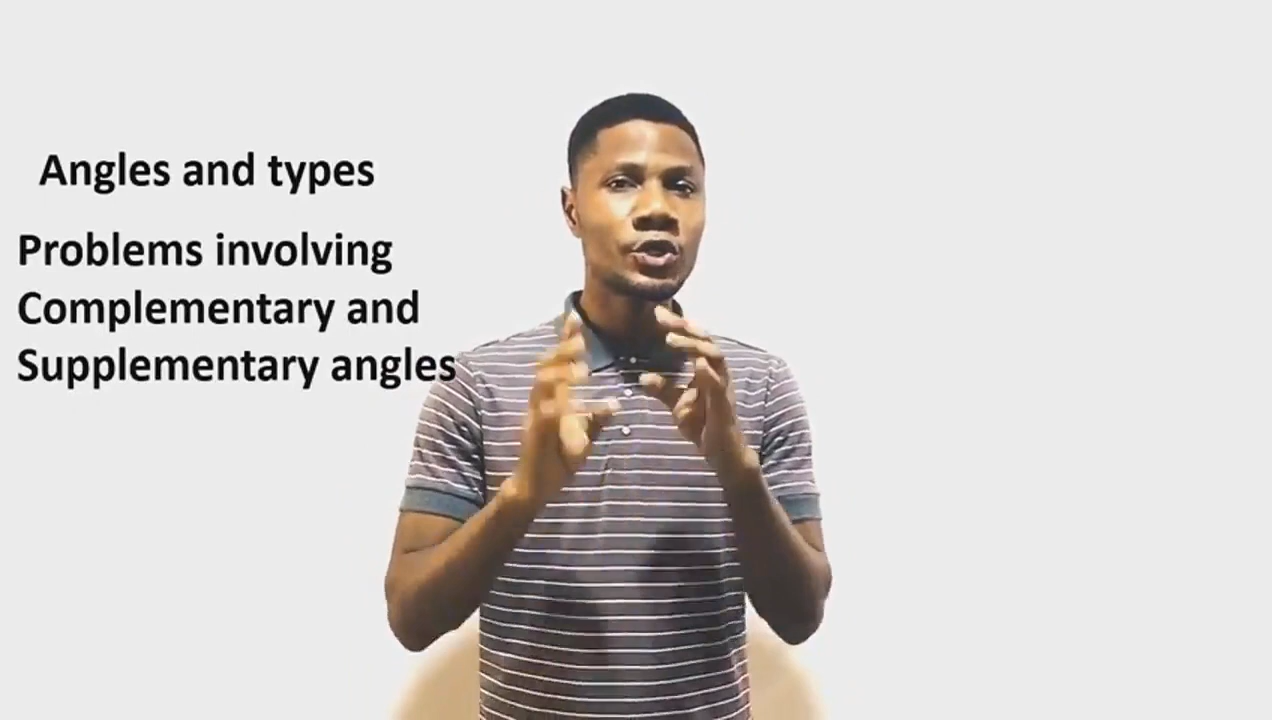 Angles and types
Problems involving
Complementary and
Supplementary angles